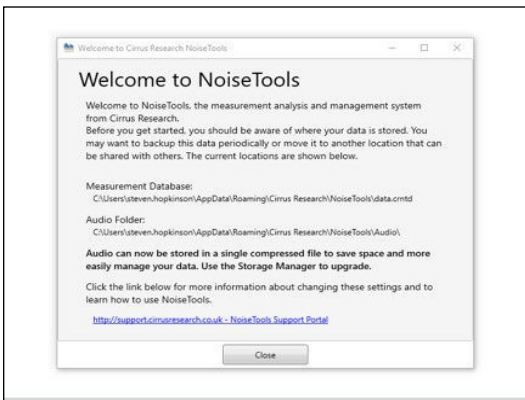 Welcome to Cirrus Research NoiseTools
Welcome to NoiseTools
Welcome to NoiseTools, the measurement analysis and management system
from Cirrus Research.
Before you get started, you should be aware of where your data is stored. You
may want to backup this data periodically or move it to another location that can
be shared with others. The current locations are shown below.
Measurement Database:
C:\Users\steven.hopkinson\AppData\Roaming\Cirrus Research\NoiseTools\data.crntd
Audio Folder:
C:\Users\steven.hopkinson\AppData\Roaming\Cirrus Research\NoiseTools\Audio\
Audio can now be stored in a single compressed file to save space and more
easily manage your data. Use the Storage Manager to upgrade.
Click the link below for more information about changing these settings and to
learn how to use NoiseTools.
http://support.cirrusresearch.co.uk - NoiseTools Support Portal
Close